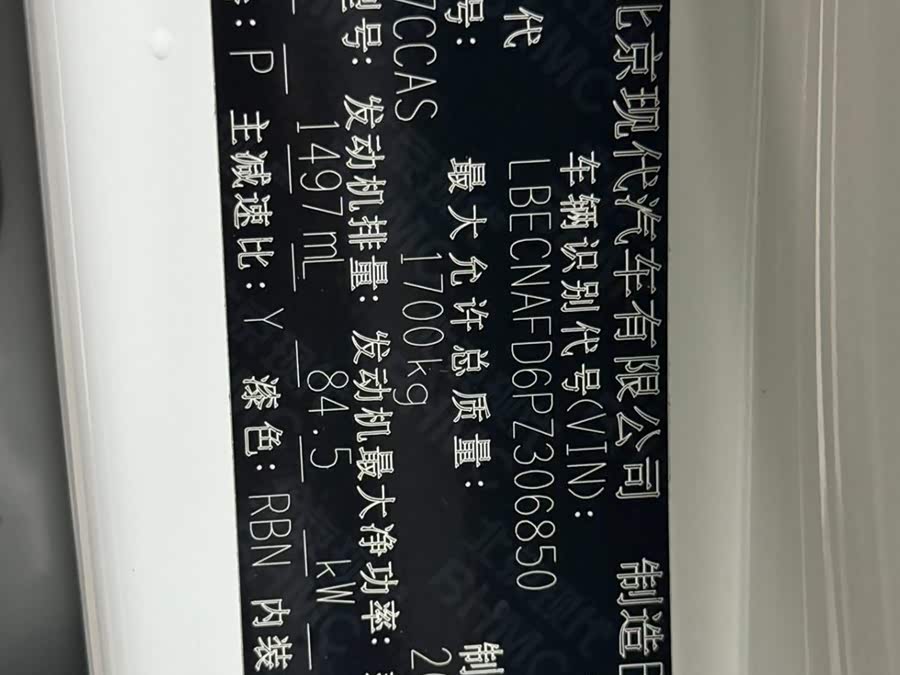 北京现代汽车有限公司 制造
车辆识别代号(VIN):
LBECNAFD6PZ306850
代
号: 最大允许总质量: 制
7CCAS 1700kg 2
型号: 发动机排量: 发动机最大净功率:
1497mL 84.5 kW
: P 主减速比: Y 漆色: RBN 内装